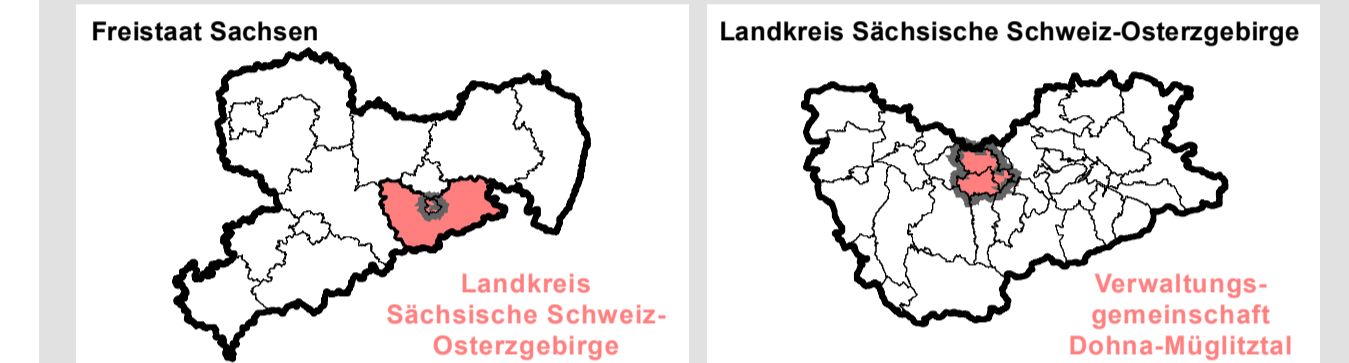 Freistaat Sachsen
Landkreis
Sächsische Schweiz-
Osterzgebirge
Landkreis Sächsische Schweiz-Osterzgebirge
Verwaltungs-
gemeinschaft
Dohna-Müglitztal